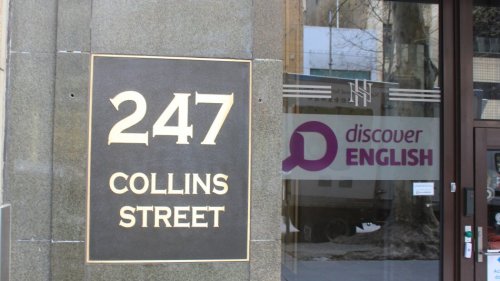 247
COLLINS
STREET
discover
ENGLISH